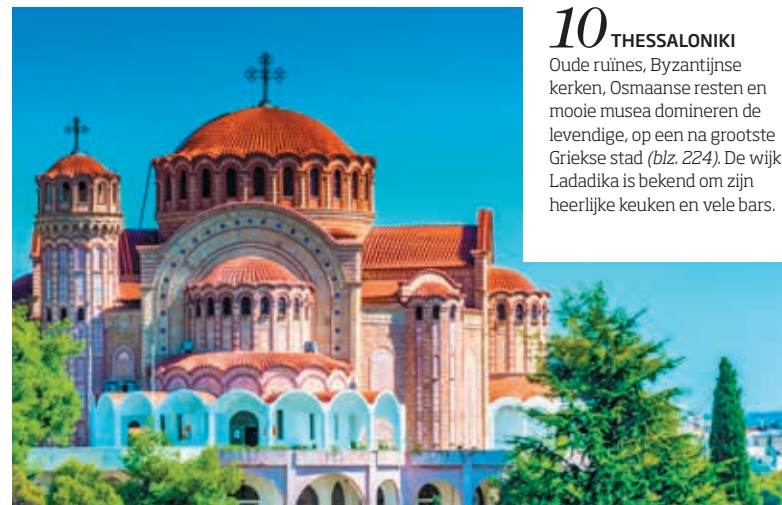 10 THESSALONIKI
Oude ruïnes, Byzantijnse
kerken, Osmaanse resten en
mooie musea domineren de
levendige, op een na grootste
Griekse stad (blz. 224). De wijk
Ladadika is bekend om zijn
heerlijke keuken en vele bars.